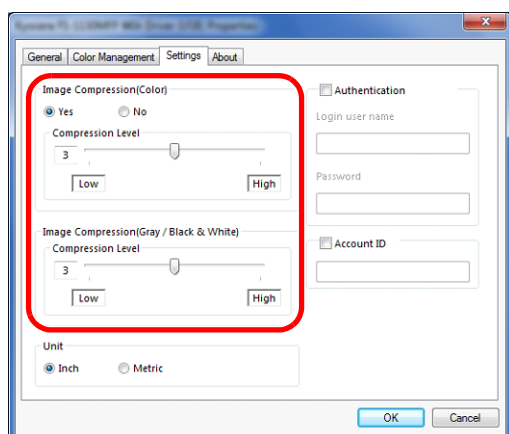 General Color Management Settings About
Image Compression(Color)
Yes No
Compression Level
3
Low High
Image Compression(Gray / Black & White)
Compression Level
3
Low High
Unit
Inch Metric
Authentication
Login user name
Password
Account ID
OK Cancel